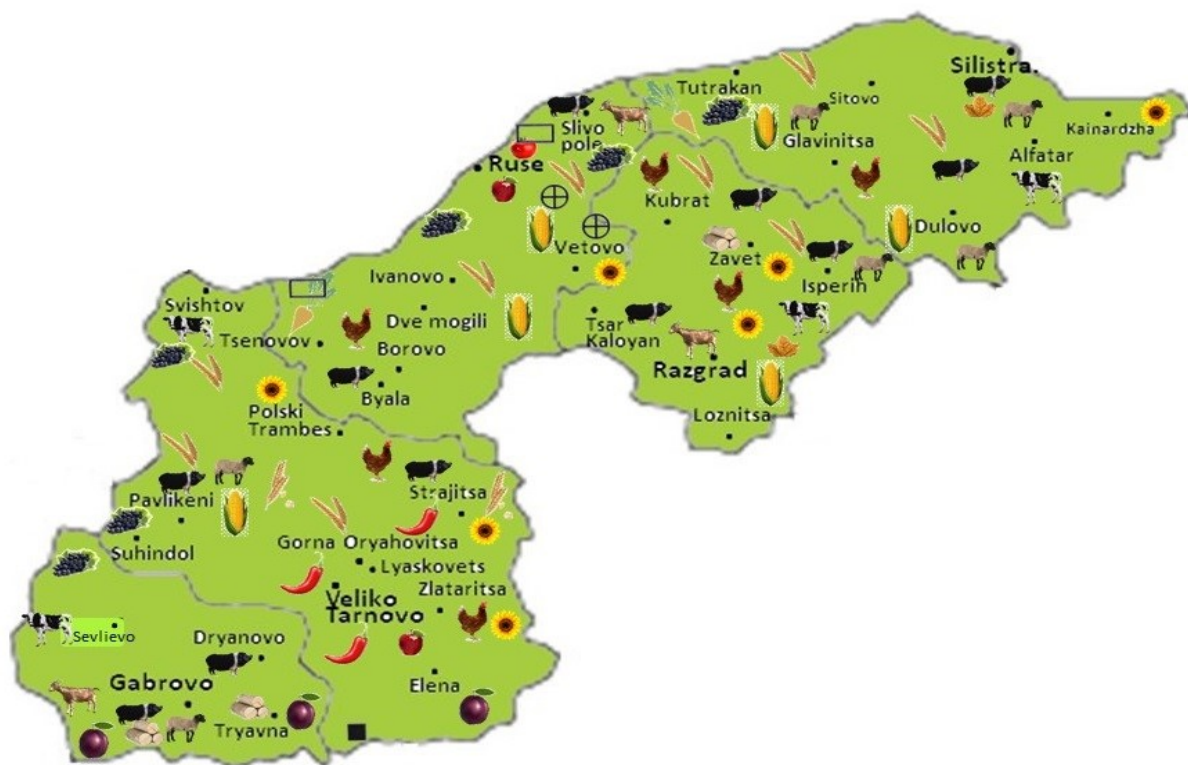 Silistra.
Tutrakan
Sitovo
Kainardzha
Slivo
pole
Glavinitsa
Alfatar
Ruse
Kubrat
Dulovo
Vetovo
Zavet
Isperih
Ivanovo
Svishtov
Dve mogili
Tsar
Kaloyan
Tsenovov
Borovo
Razgrad
Byala
Loznitsa
Polski
Trambes
Strajitsa
Pavlikeni
Gorna Oryahovitsa
Suhindol
Lyaskovets
Zlataritsa
Veliko
Tarnovo
Sevlievo
Dryanovo
Elena
Gabrovo
Tryavna